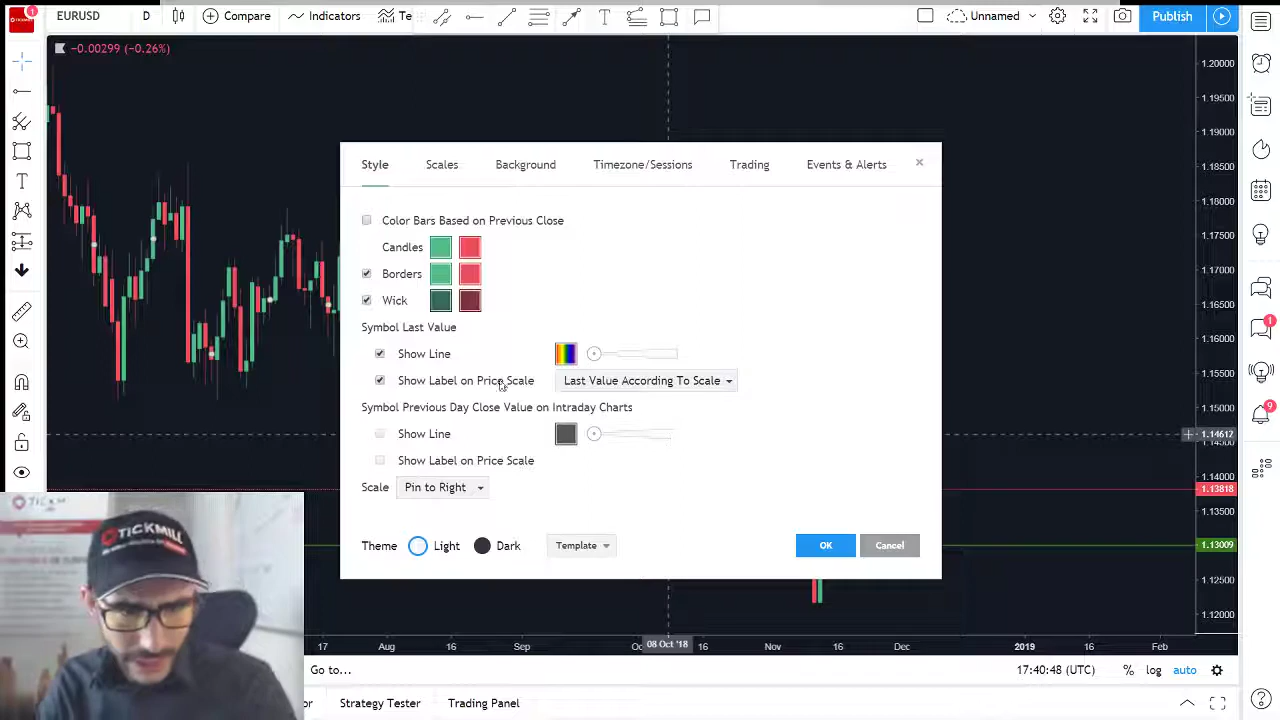 EURUSD D Compare Indicators Te Unnamed Publish
−0.00299 (−0.26%)
1.20000
1.19500
1.19000
1.18500
1.18000
1.17500
1.17000
1.16500
1.16000
1.15500
1.15000
1.14612
1.14000
1.13818
1.13500
1.13009
1.12500
1.12000
Style Scales Background Timezone/Sessions Trading Events & Alerts ×
Color Bars Based on Previous Close
Candles
Borders
Wick
Symbol Last Value
Show Line
Show Label on Price Scale Last Value According To Scale
Symbol Previous Day Close Value on Intraday Charts
Show Line
Show Label on Price Scale
Scale Pin to Right
Theme Light Dark Template OK Cancel
17 Aug 16 Sep 08 Oct '18 16 Nov 16 Dec 2019 16 Feb
Go to... 17:40:48 (UTC) % log auto
Strategy Tester Trading Panel
TICKMILL
1
1
9